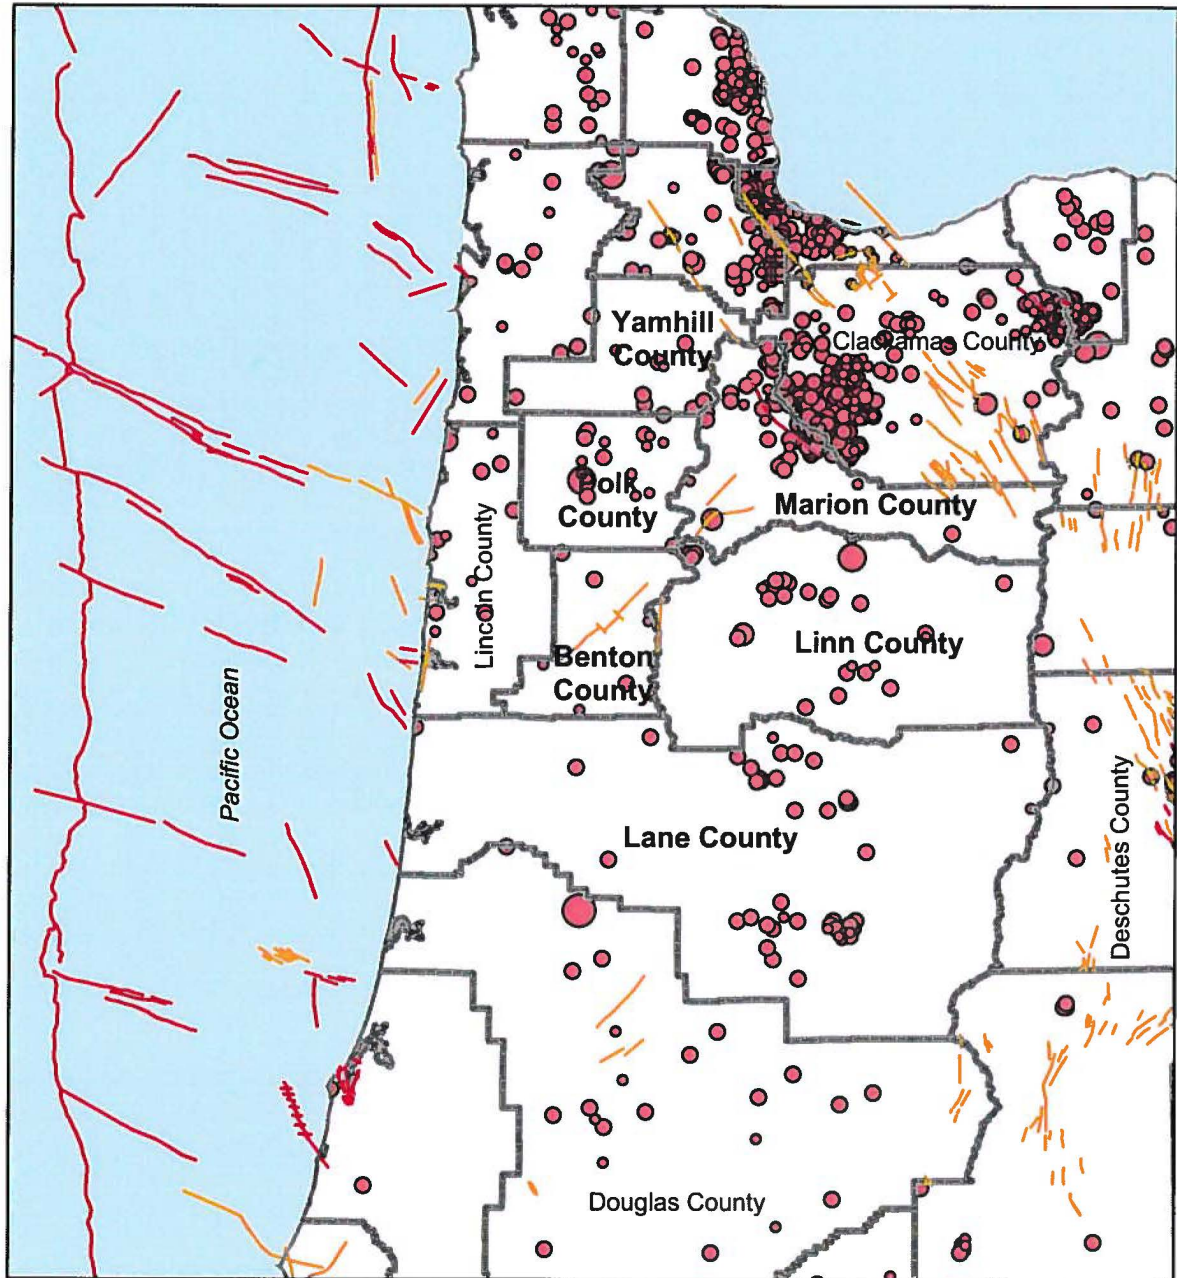 Yamhill
County
Clackamas County
Polk
County
Marion County
Lincoln County
Benton
County
Linn County
Pacific Ocean
Lane County
Deschutes County
Douglas County